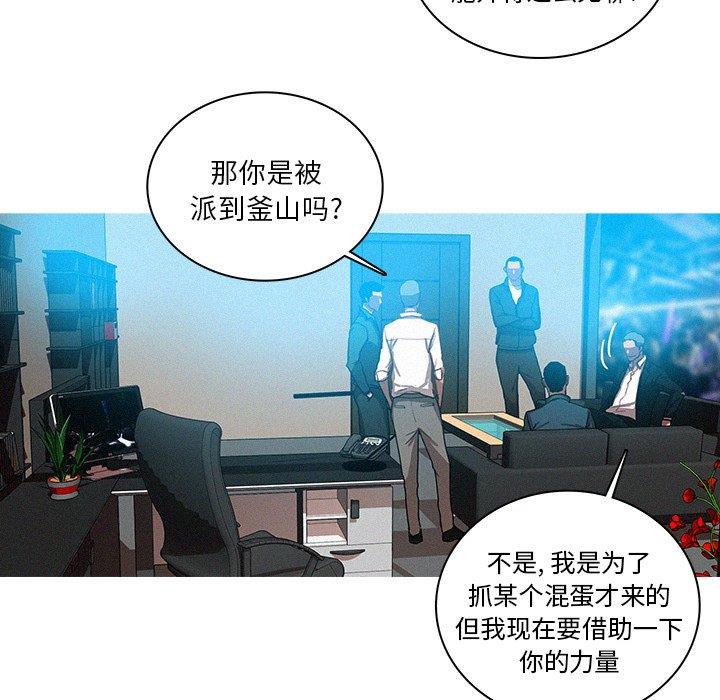 那你是被
派到釜山吗?
不是, 我是为了
抓某个混蛋才来的
但我现在要借助一下
你的力量